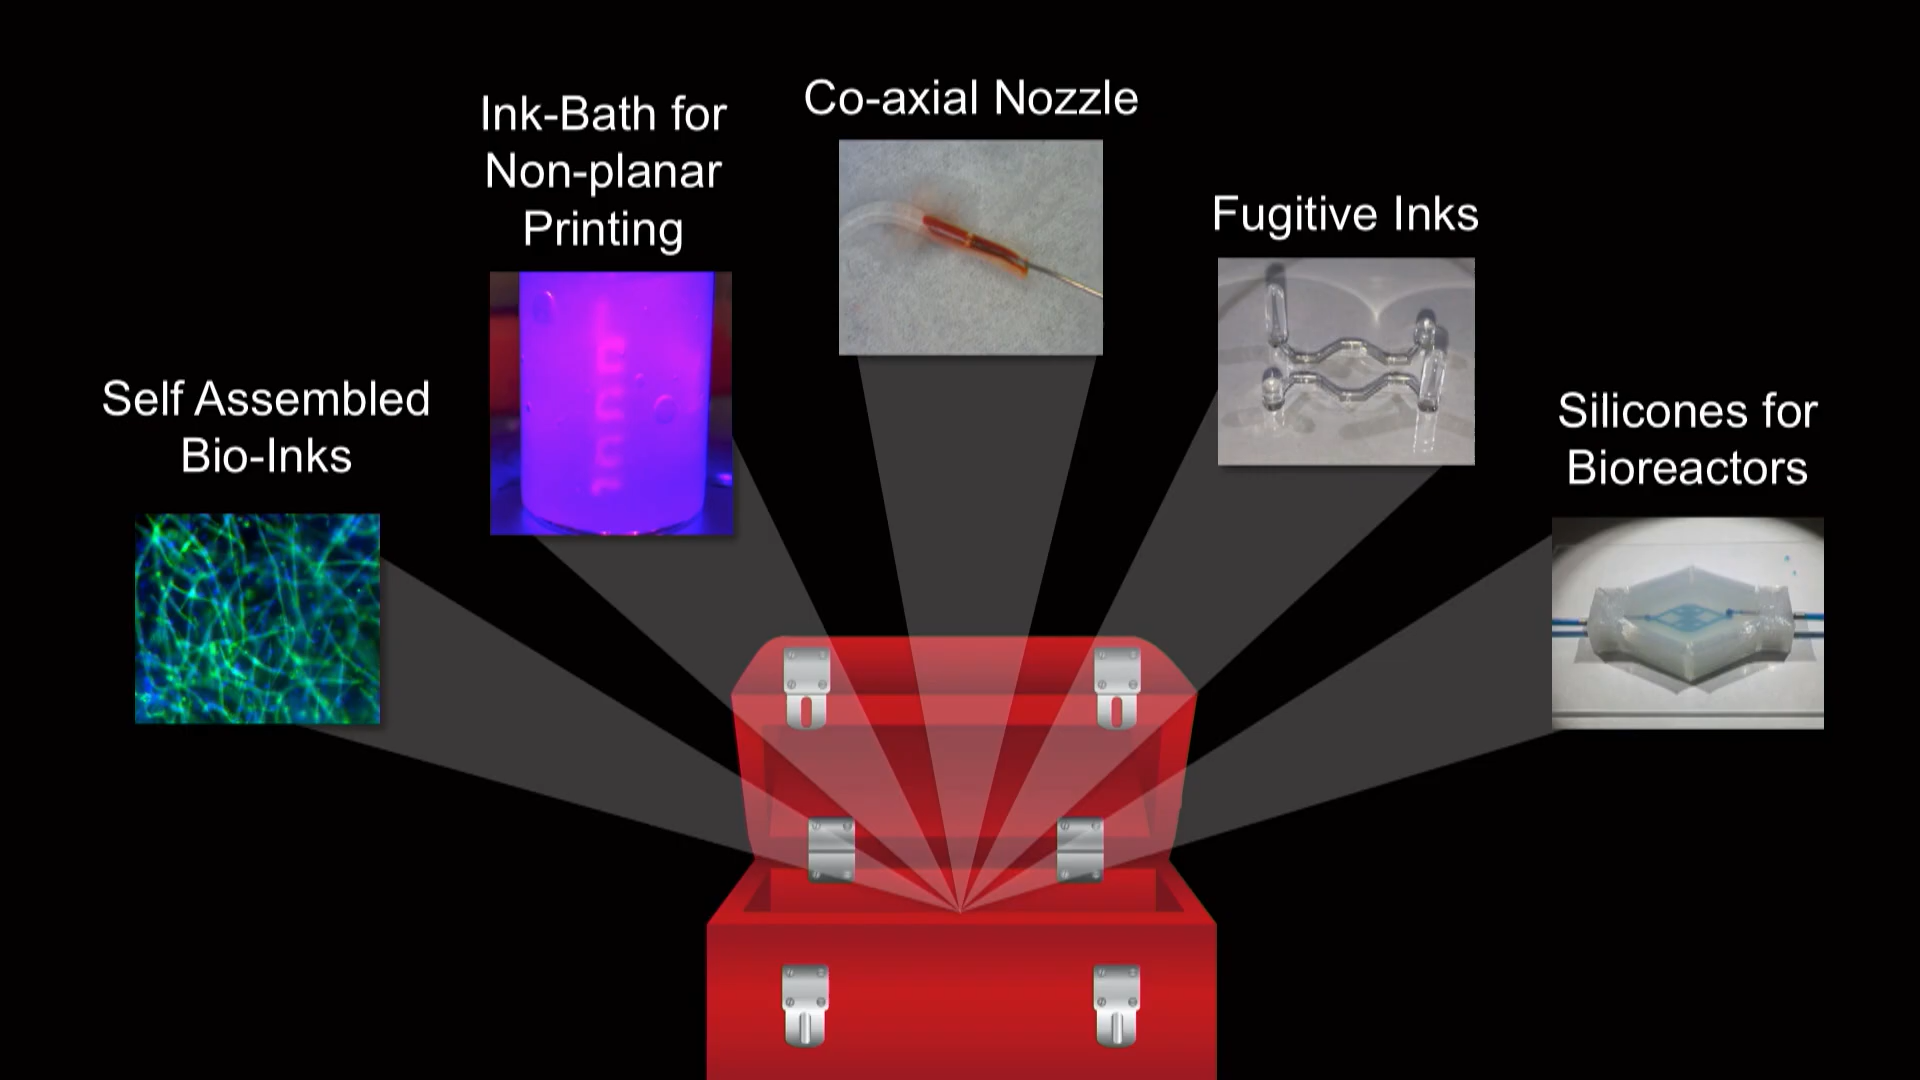 Self Assembled
Bio-Inks
Ink-Bath for
Non-planar
Printing
Co-axial Nozzle
Fugitive Inks
Silicones for
Bioreactors